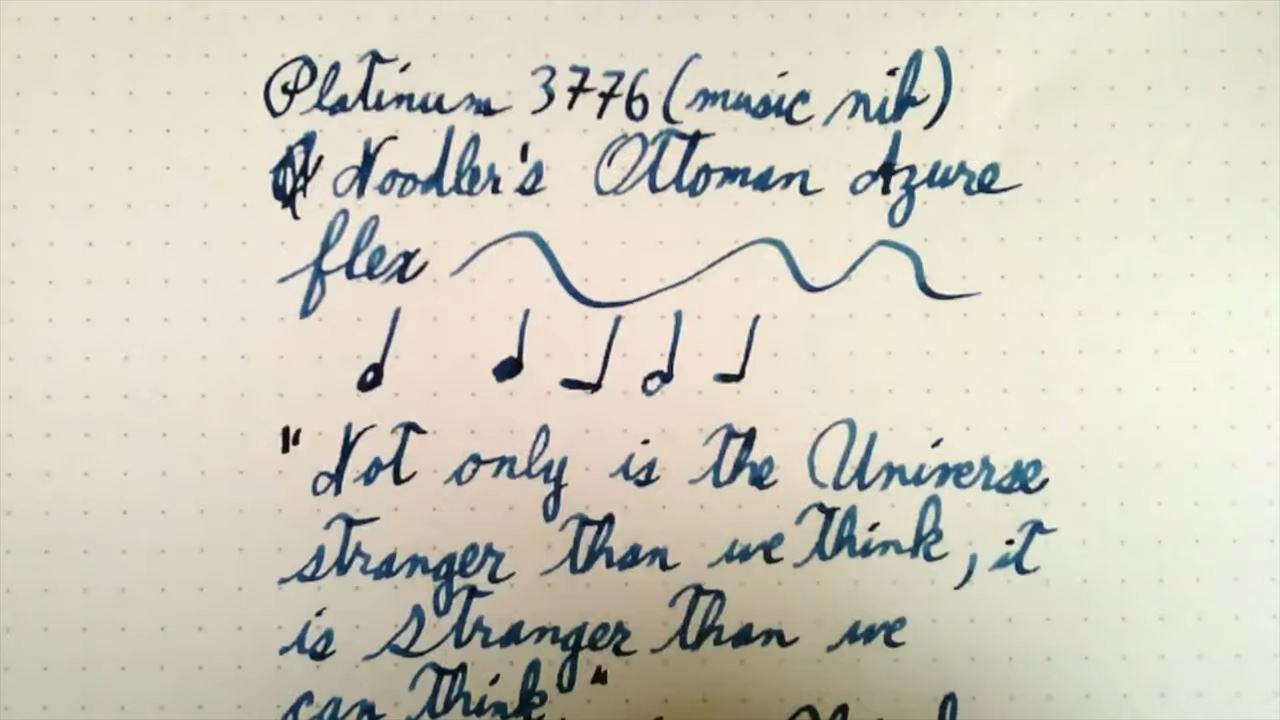 Platinum 3776 (music nib)
Noodler's Ottoman Azure
flex
"Not only is the Universe
stranger than we think, it
is stranger than we
can think"